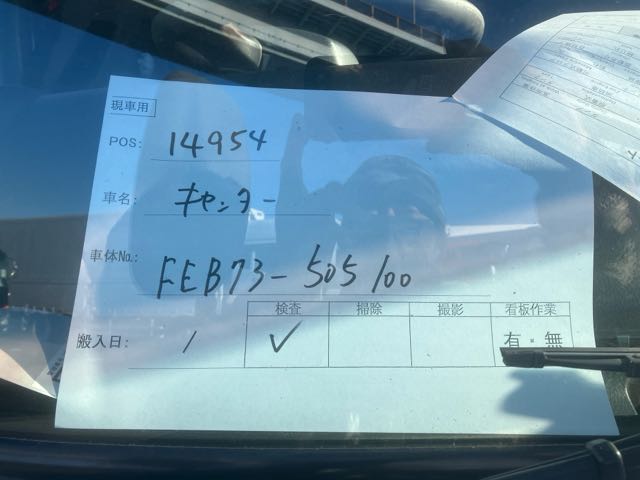 現車用
POS: 14954
車名: キャンター
車体No.: FEB73-505100
検査 掃除 撮影 看板作業
搬入日: / ✓ 有・無